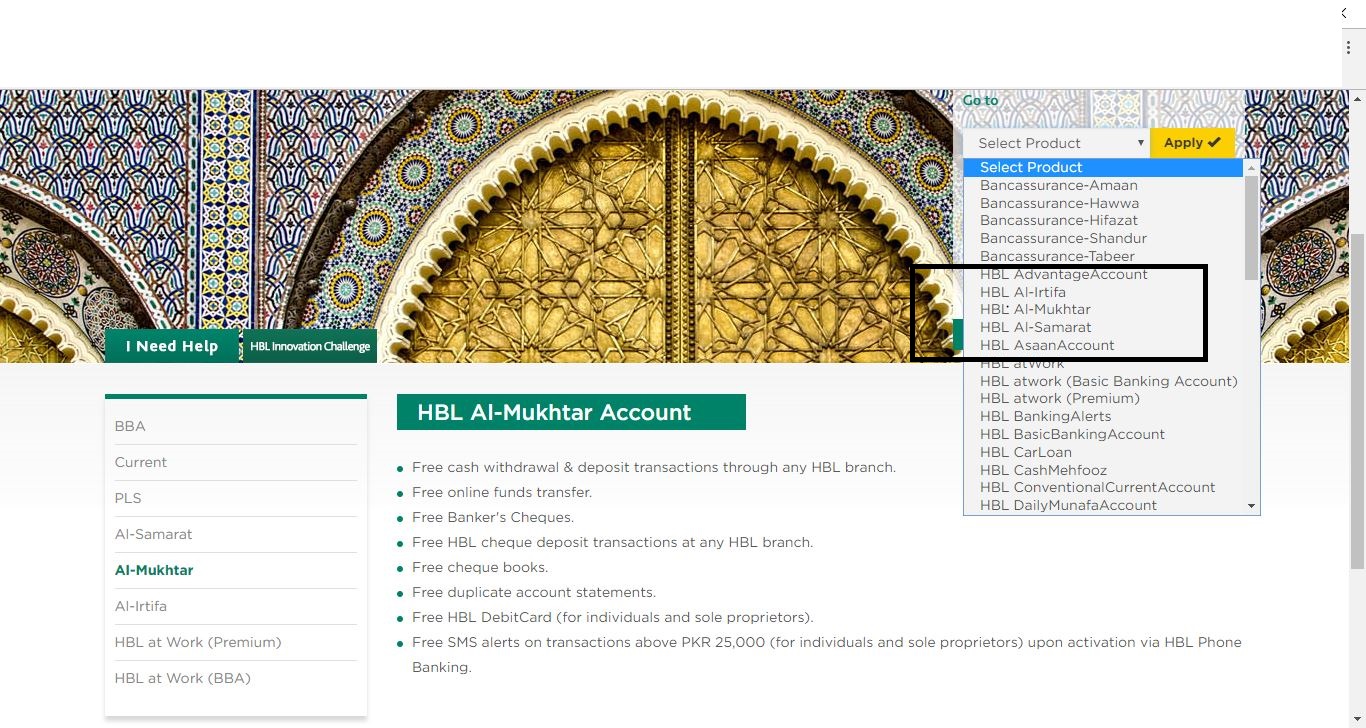 Go to
Select Product
Apply
Select Product
Bancassurance-Amaan
Bancassurance-Hawwa
Bancassurance-Hifazat
Bancassurance-Shandur
Bancassurance-Tabeer
HBL AdvantageAccount
HBL Al-Irtifa
HBL Al-Mukhtar
HBL Al-Samarat
HBL AsaanAccount
HBL atWork
HBL atwork (Basic Banking Account)
HBL atwork (Premium)
HBL BankingAlerts
HBL BasicBankingAccount
HBL CarLoan
HBL CashMehfooz
HBL ConventionalCurrentAccount
HBL DailyMunafaAccount
I Need Help
HBL Innovation Challenge
BBA
Current
PLS
Al-Samarat
Al-Mukhtar
Al-Irtifa
HBL at Work (Premium)
HBL at Work (BBA)
HBL Al-Mukhtar Account
Free cash withdrawal & deposit transactions through any HBL branch.
Free online funds transfer.
Free Banker's Cheques.
Free HBL cheque deposit transactions at any HBL branch.
Free cheque books.
Free duplicate account statements.
Free HBL DebitCard (for individuals and sole proprietors).
Free SMS alerts on transactions above PKR 25,000 (for individuals and sole proprietors) upon activation via HBL Phone
Banking.